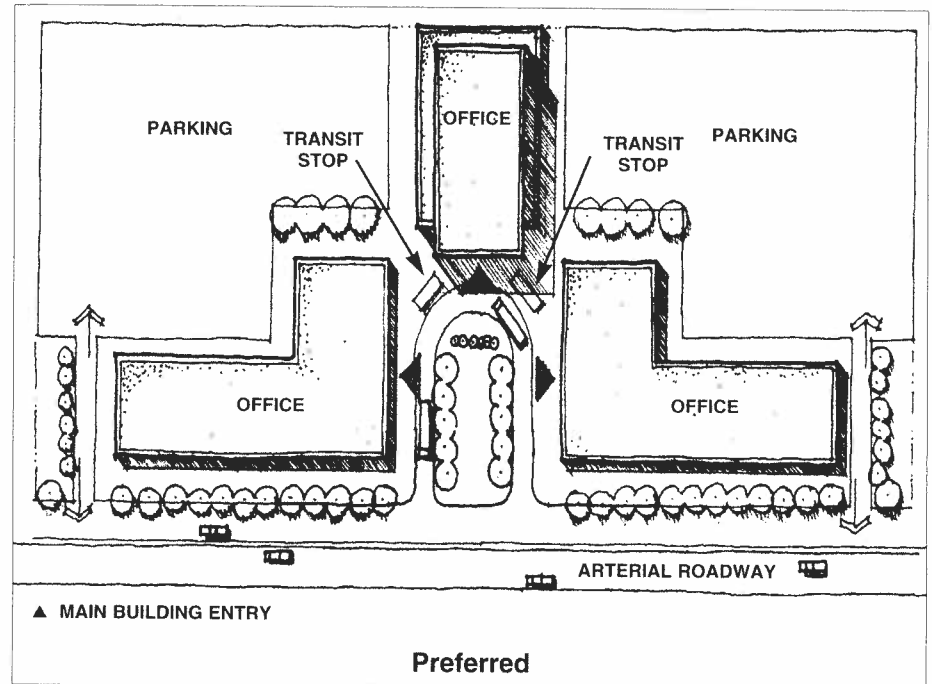 OFFICE
PARKING
TRANSIT
STOP
TRANSIT
STOP
PARKING
OFFICE
OFFICE
ARTERIAL ROADWAY
▲ MAIN BUILDING ENTRY
Preferred